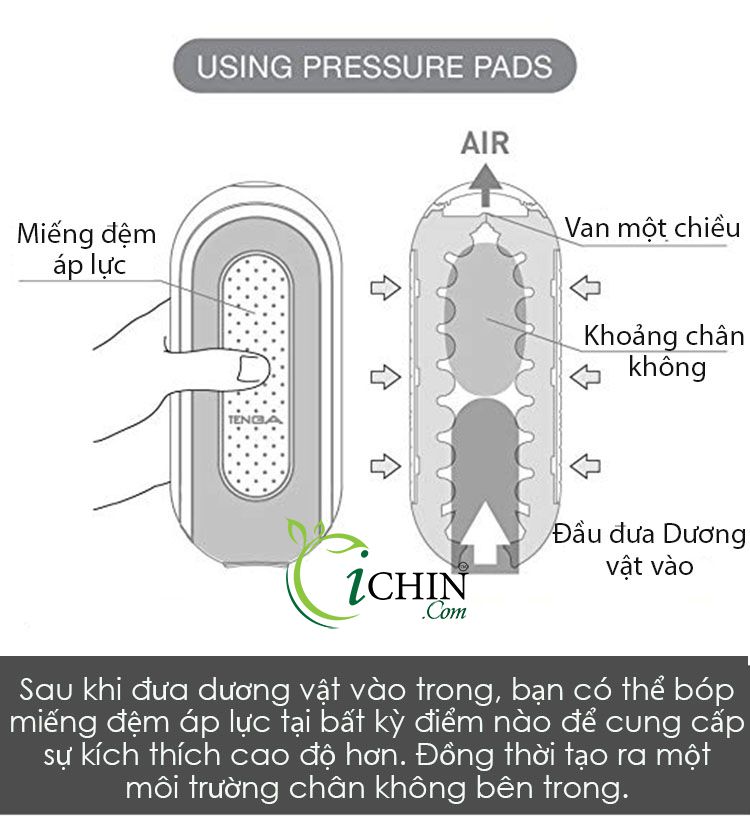 USING PRESSURE PADS
AIR
Miếng đệm
áp lực
Van một chiều
Khoảng chân
không
TENGA
Đầu đưa Dương
vật vào
iCHIN
.Com
Sau khi đưa dương vật vào trong, bạn có thể bóp
miếng đệm áp lực tại bất kỳ điểm nào để cung cấp
sự kích thích cao độ hơn. Đồng thời tạo ra một
môi trường chân không bên trong.